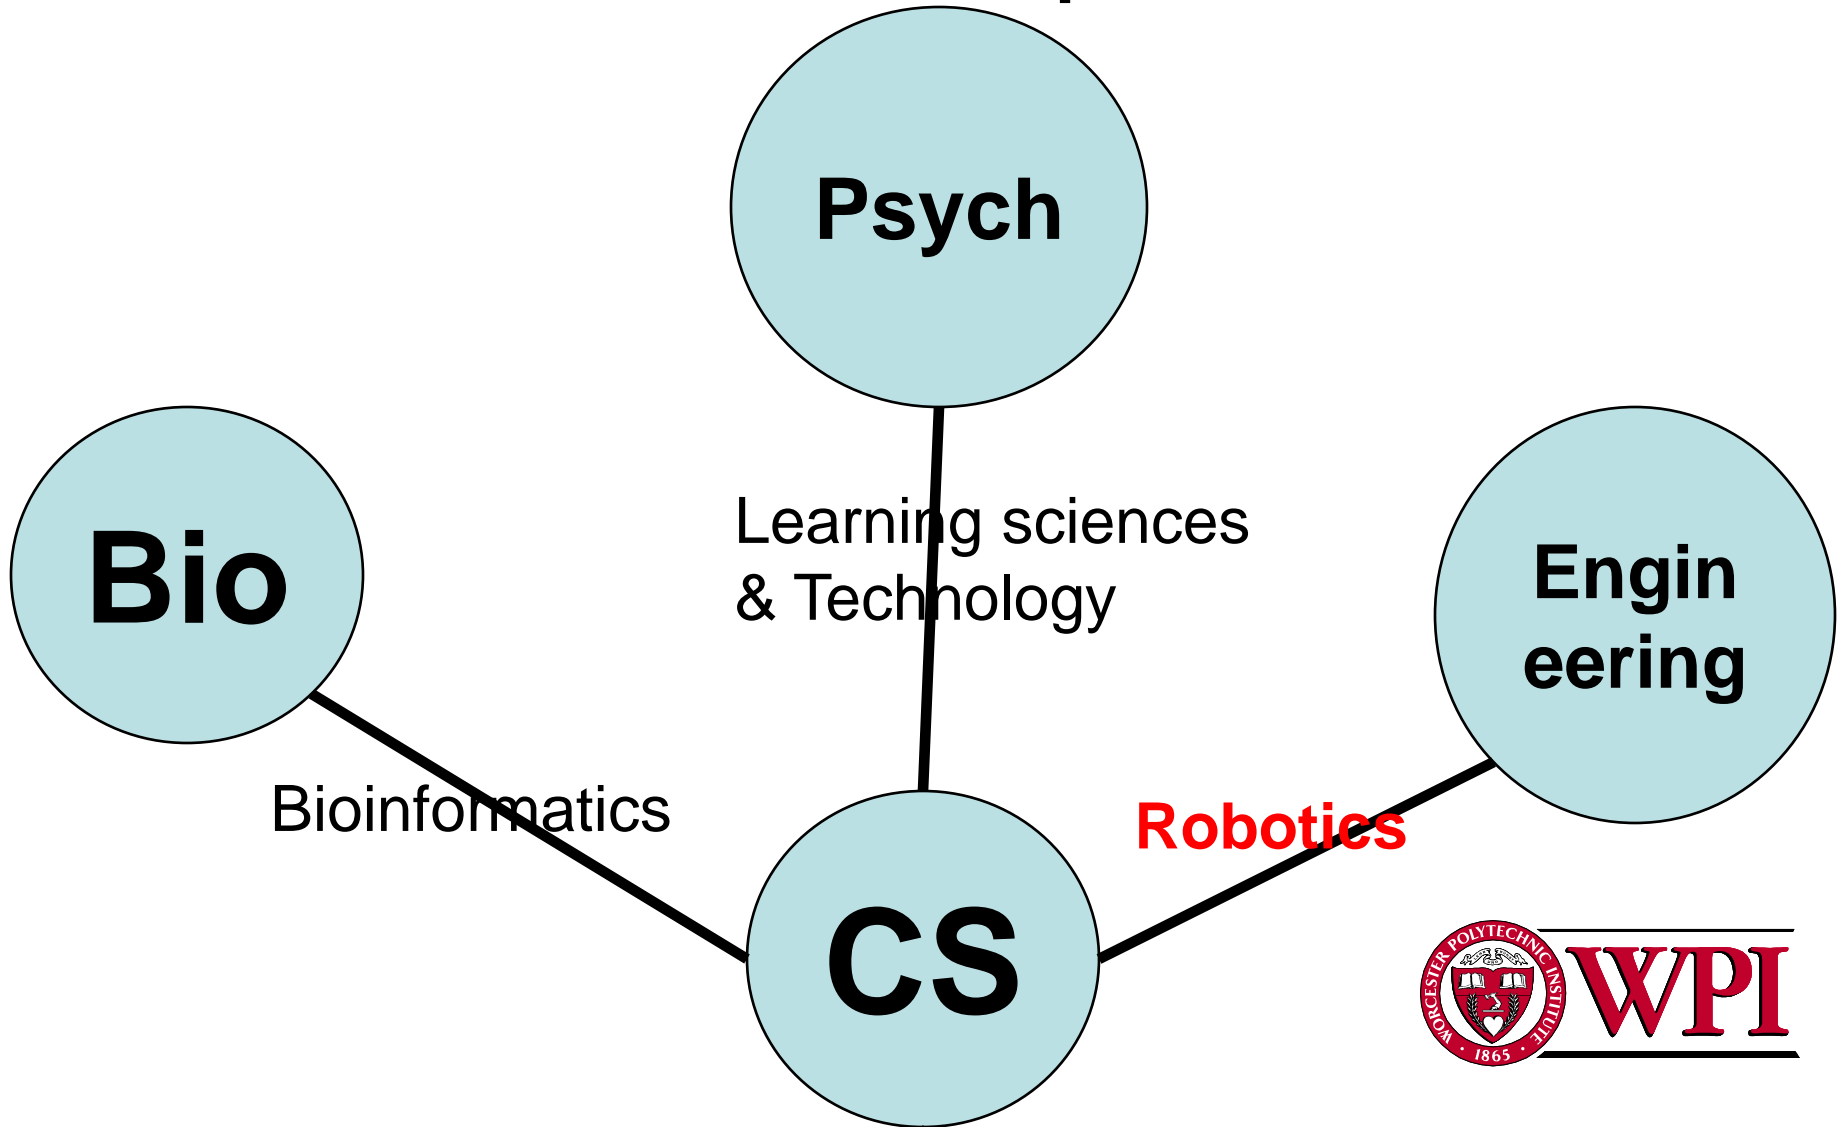 Psych
Bio
Learning sciences
& Technology
Engin
eering
Bioinformatics
Robotics
CS
WORCESTER POLYTECHNIC INSTITUTE
1865
WPI